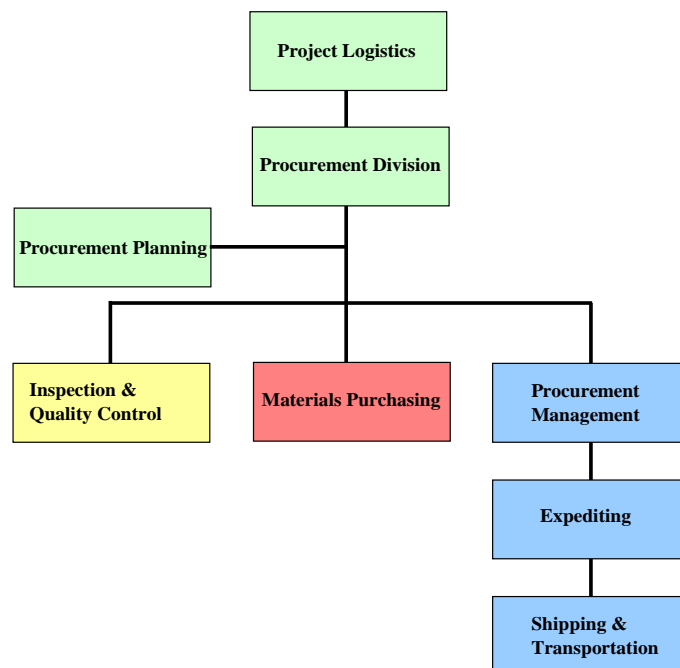 Project Logistics
Procurement Division
Procurement Planning
Inspection &
Quality Control
Materials Purchasing
Procurement
Management
Expediting
Shipping &
Transportation